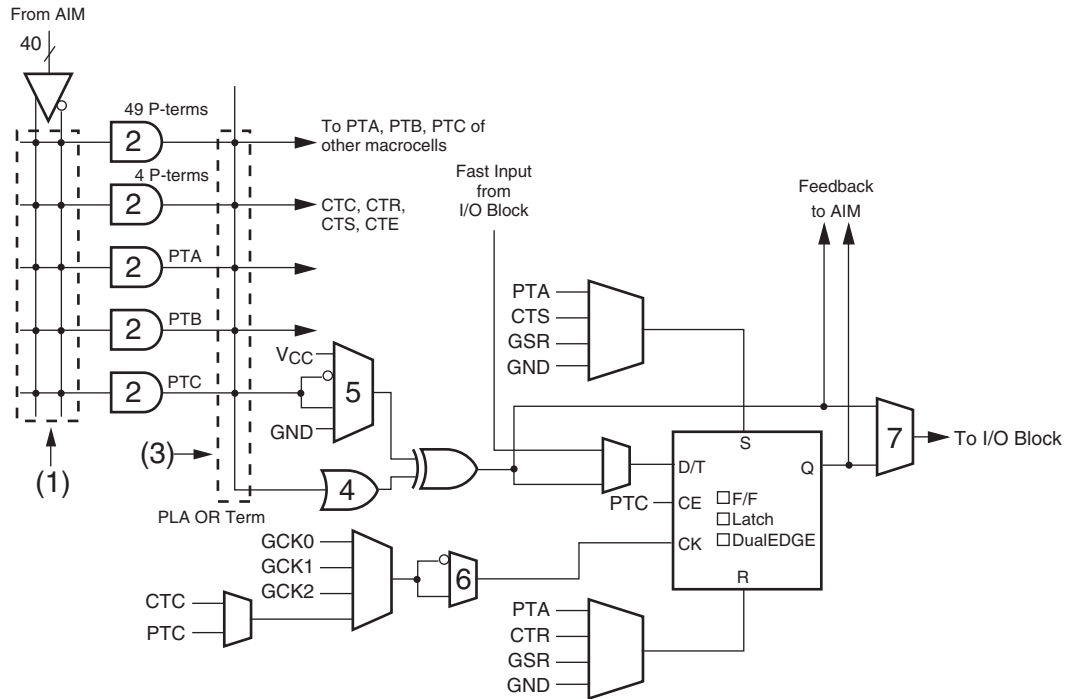 From AIM
40
49 P-terms
2
To PTA, PTB, PTC of
other macrocells
4 P-terms
2
CTC, CTR,
CTS, CTE
2
PTA
2
PTB
2
PTC
(1)
(3)
PLA OR Term
VCC
GND
5
4
Fast Input
from
I/O Block
PTA
CTS
GSR
GND
Feedback
to AIM
S
D/T
Q
PTC
CE
F/F
Latch
DualEDGE
CK
R
7
To I/O Block
GCK0
GCK1
GCK2
CTC
PTC
6
PTA
CTR
GSR
GND